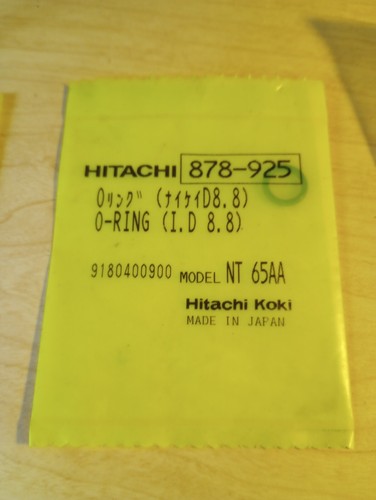 HITACHI 878-925
Oリング (ナイケイD8.8)
O-RING (I.D 8.8)
9180400900 MODEL NT 65AA
Hitachi Koki
MADE IN JAPAN